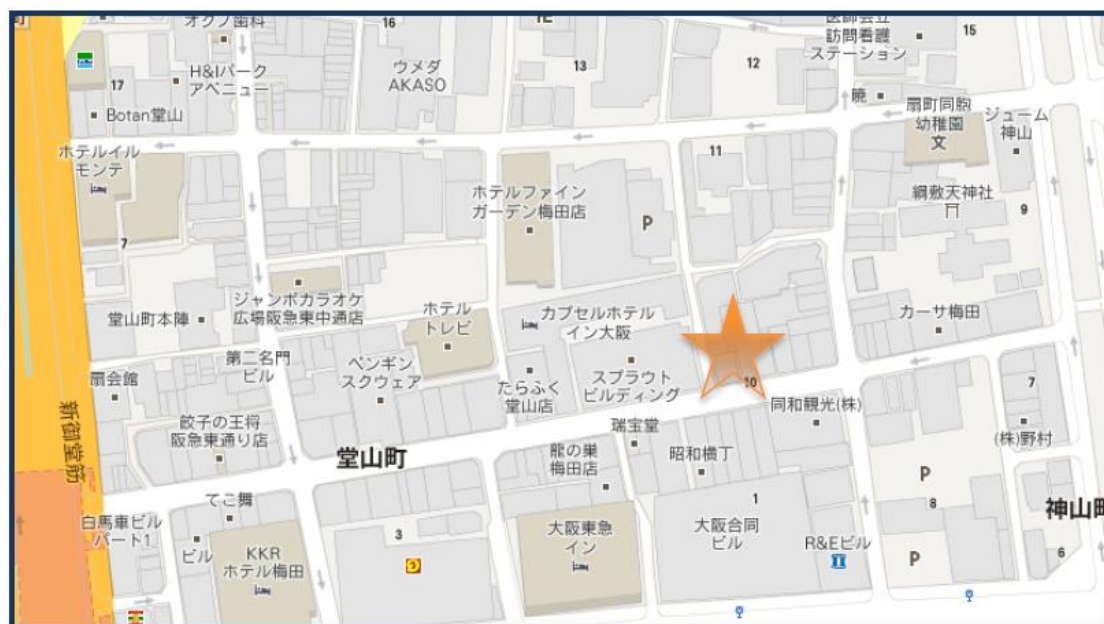 町
オクノ歯科
16
ウメダ
AKASO
13
12
医師会立
訪問看護
ステーション
15
H&Iパーク
アベニュー
17
Botan堂山
暁
扇町同胞
幼稚園
文
ジューム
神山
ホテルイル
モンテ
11
ホテルファイン
ガーデン梅田店
P
綱敷天神社
9
7
ジャンボカラオケ
広場阪急東中通店
堂山町本陣
ホテル
トレビ
カプセルホテル
イン大阪
カーサ梅田
第二名門
ビル
ペンギン
スクウェア
たらふく
堂山店
スプラウト
ビルディング
10
7
扇会館
同和観光(株)
(株)野村
新御堂筋
餃子の王将
阪急東通り店
堂山町
瑞宝堂
龍の巣
梅田店
昭和横丁
P
8
神山町
てこ舞
白馬車ビル
パート1
ビル
KKR
ホテル梅田
3
大阪東急
イン
1
大阪合同
ビル
R&Eビル
P
6